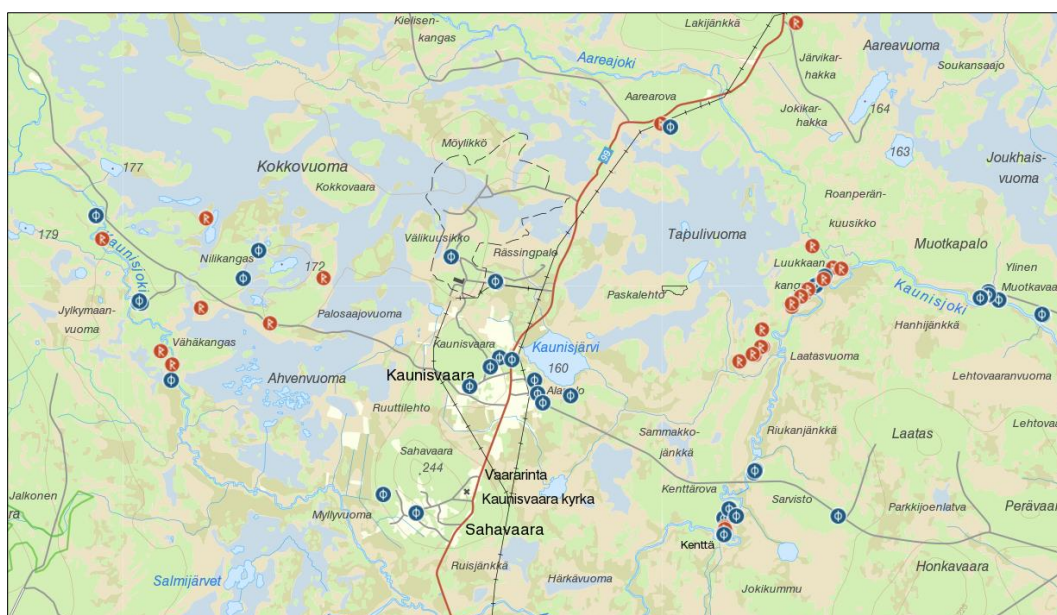 Kielisen-
kangas
Lakijänkkä
Aareavuoma
Soukansaajo
Järvikar-
hakka
Aareajoki
Aarearova
164
Jokikar-
hakka
Möylikkö
163
Joukhais-
vuoma
177
Kokkovuoma
Kokkovaara
99
Roanperän-
kuusikko
179
Kaunisjoki
Nilikangas
172
Välikuusikko
Rässingpalo
Tapulivuoma
Muotkapalo
Luukkaan
kangas
Ylinen
Muotkavaa
Jylkymaan-
vuoma
Palosaajovuoma
Paskalehto
Kaunisjoki
Hanhijänkkä
Vähäkangas
Kaunisvaara
Kaunisjärvi
Laatasvuoma
Ahvenvuoma
Kaunisvaara
160
Lehtovaaranvuoma
Ruuttilehto
Sammakko-
jänkkä
Riukanjänkkä
Laatas
Lehtova
Sahavaara
244
Vaararinta
Kaunisvaara kyrka
Kenttärova
Sarvisto
Jalkonen
ra
Myllyvuoma
Sahavaara
Parkkijoenlatva
Perävaar
Kenttä
Ruisjänkkä
Salmijärvet
Härkävuoma
Honkavaara
Jokikummu